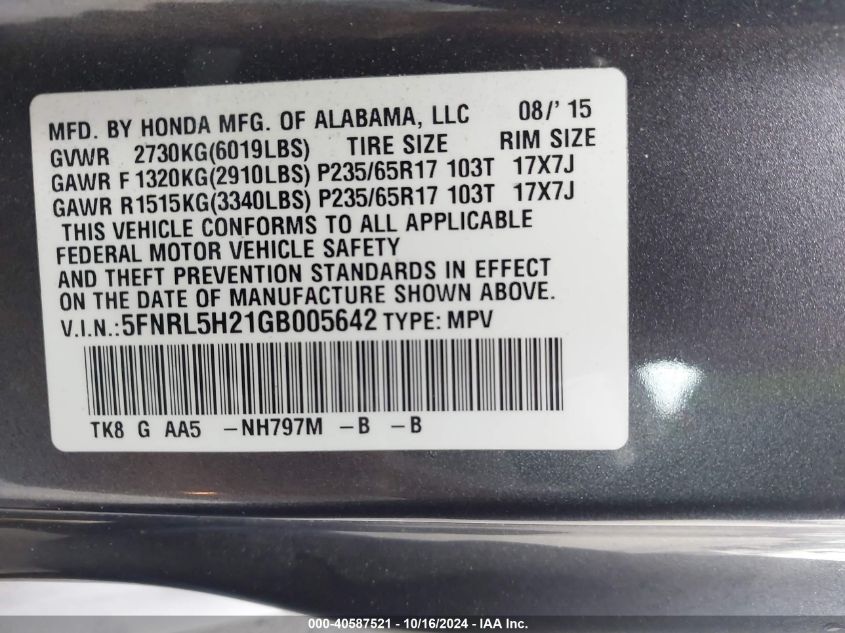 MFD. BY HONDA MFG. OF ALABAMA, LLC 08/'15
GVWR 2730KG(6019LBS) TIRE SIZE RIM SIZE
GAWR F1320KG(2910LBS) P235/65R17 103T 17X7J
GAWR R1515KG(3340LBS) P235/65R17 103T 17X7J
THIS VEHICLE CONFORMS TO ALL APPLICABLE
FEDERAL MOTOR VEHICLE SAFETY
AND THEFT PREVENTION STANDARDS IN EFFECT
ON THE DATE OF MANUFACTURE SHOWN ABOVE.
V.I.N.:5FNRL5H21GB005642 TYPE: MPV
TK8 G AA5 -NH797M -B -B
000-40587521 - 10/16/2024 - IAA Inc.